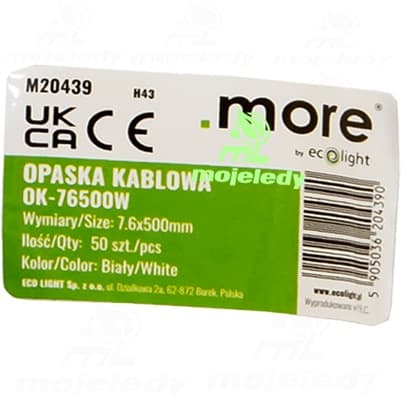 M20439 H43
UK
CA CE
.more®
by ecolight
mojeledy
OPASKA KABLOWA
OK-76500W
Wymiary/Size: 7.6x500mm
Ilość/Qty: 50 szt./pcs
Kolor/Color: Biały/White
ECO LIGHT Sp. z o.o. ul. Działkowa 2a, 62-872 Borek, Polska
5 905036 204390
www.ecolight.pl
Wyprodukowano w P.R.C.
mojeledy